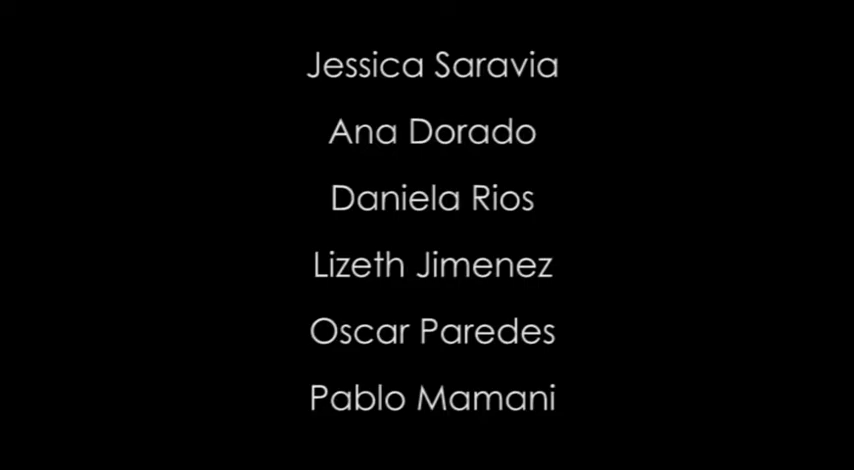 Jessica Saravia
Ana Dorado
Daniela Rios
Lizeth Jimenez
Oscar Paredes
Pablo Mamani